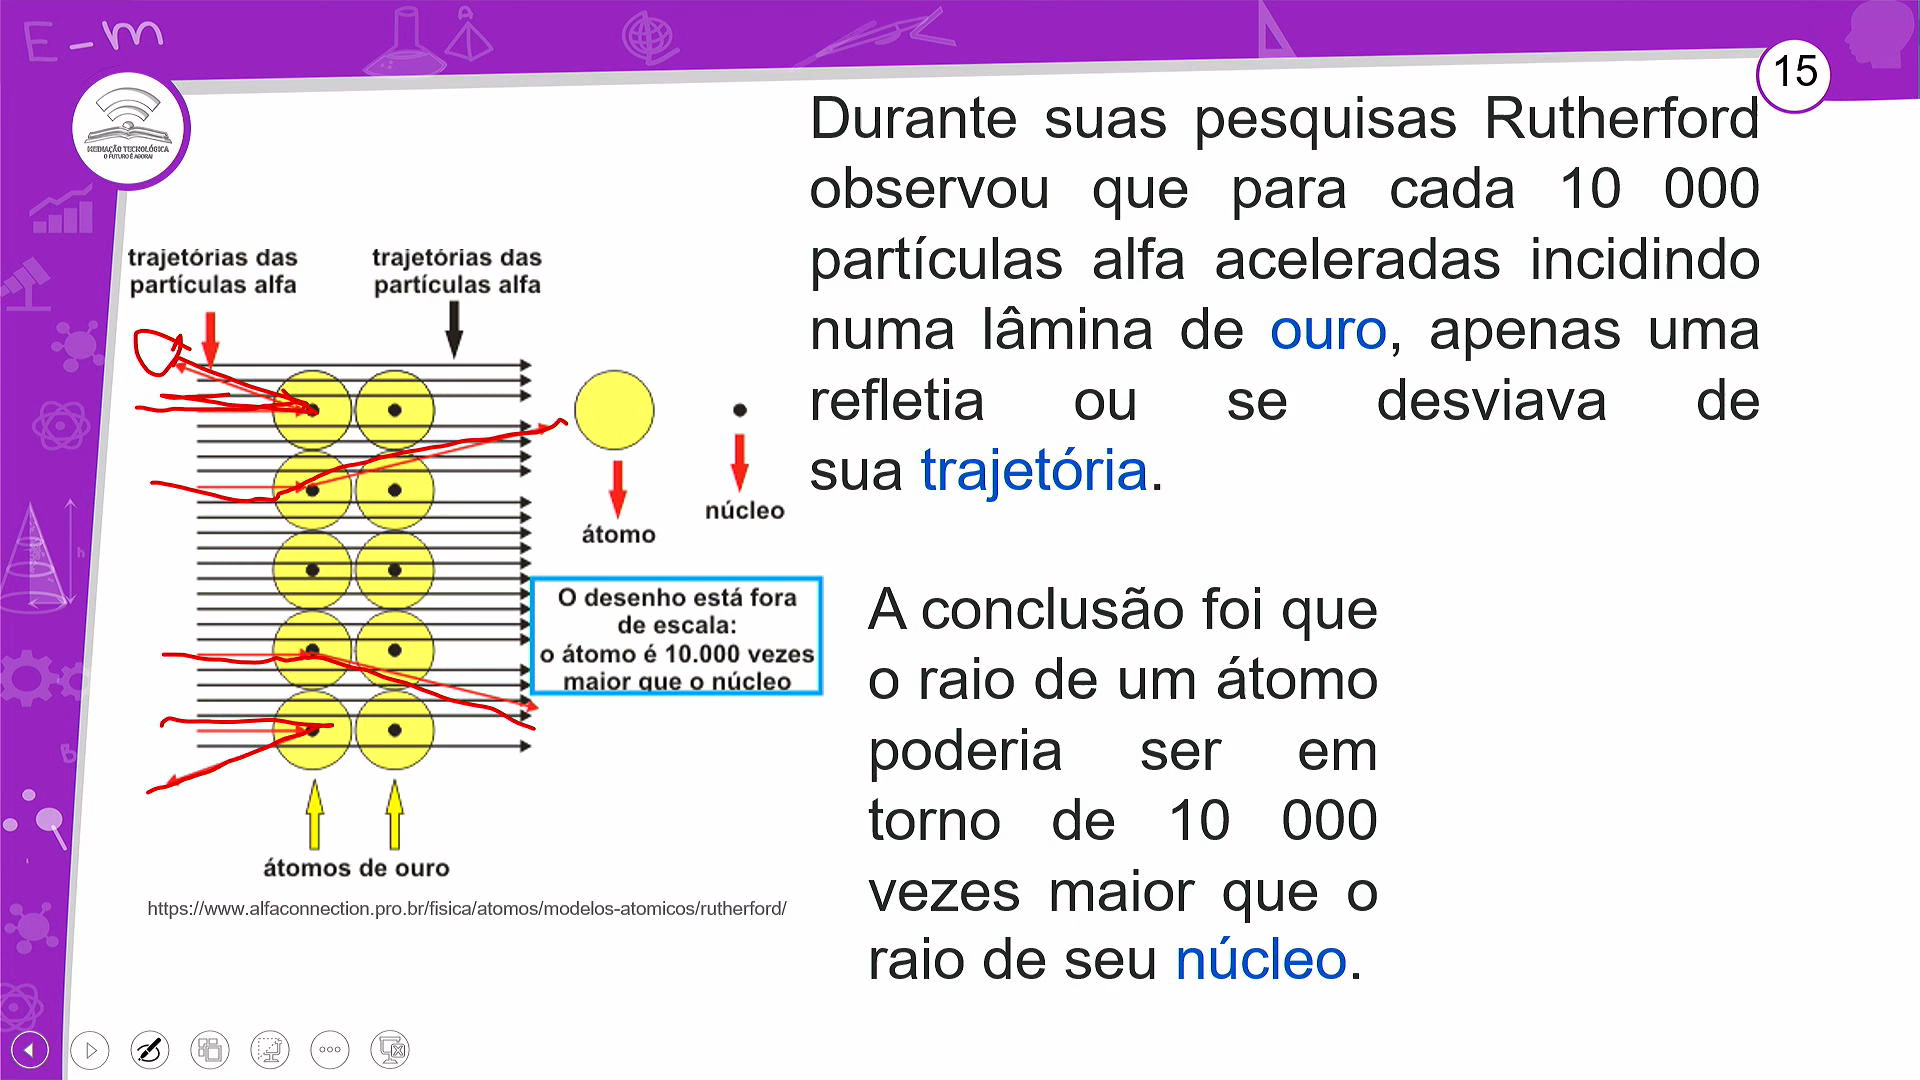 E-m
15
MEDIAÇÃO TECNOLÓGICA
O FUTURO É AGORA!
Durante suas pesquisas Rutherford
observou que para cada 10 000
partículas alfa aceleradas incidindo
numa lâmina de ouro, apenas uma
refletia ou se desviava de
sua trajetória.
trajetórias das
partículas alfa
trajetórias das
partículas alfa
átomo
núcleo
O desenho está fora
de escala:
o átomo é 10.000 vezes
maior que o núcleo
átomos de ouro
https://www.alfaconnection.pro.br/fisica/atomos/modelos-atomicos/rutherford/
A conclusão foi que
o raio de um átomo
poderia ser em
torno de 10 000
vezes maior que o
raio de seu núcleo.